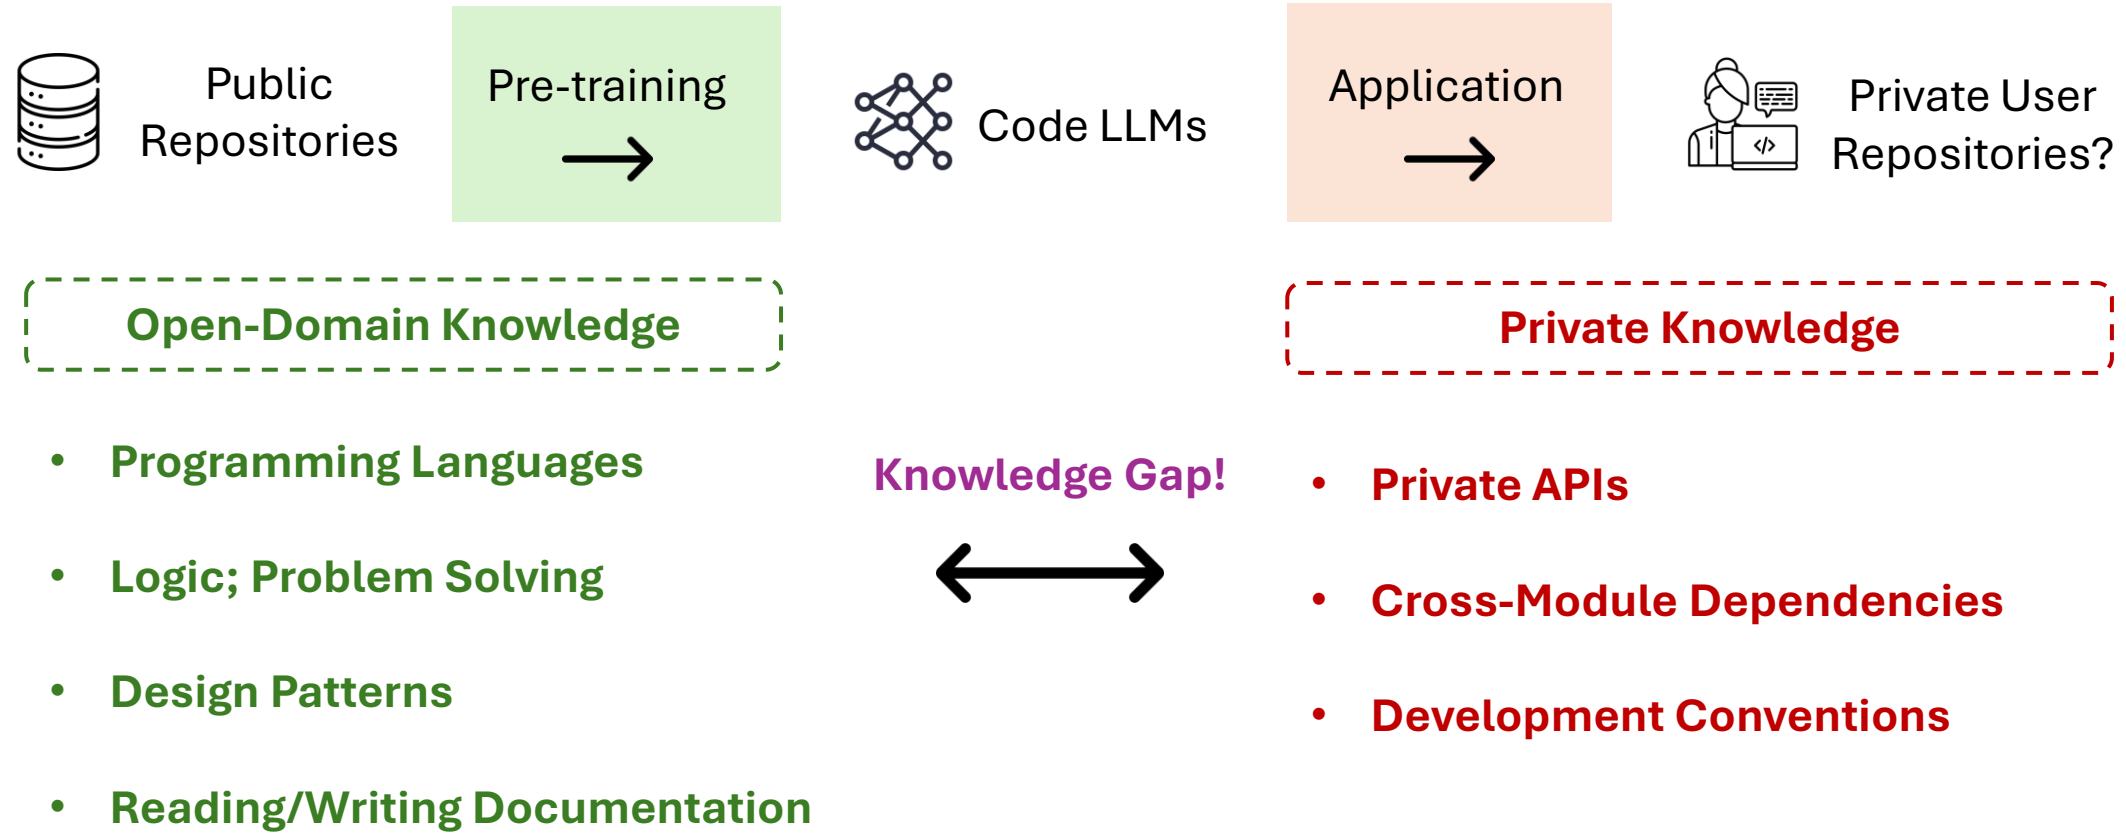 Public
Repositories
Pre-training
Code LLMs
Application
</>
Private User
Repositories?
Open-Domain Knowledge
Private Knowledge
• Programming Languages
• Logic; Problem Solving
• Design Patterns
• Reading/Writing Documentation
Knowledge Gap!
• Private APIs
• Cross-Module Dependencies
• Development Conventions